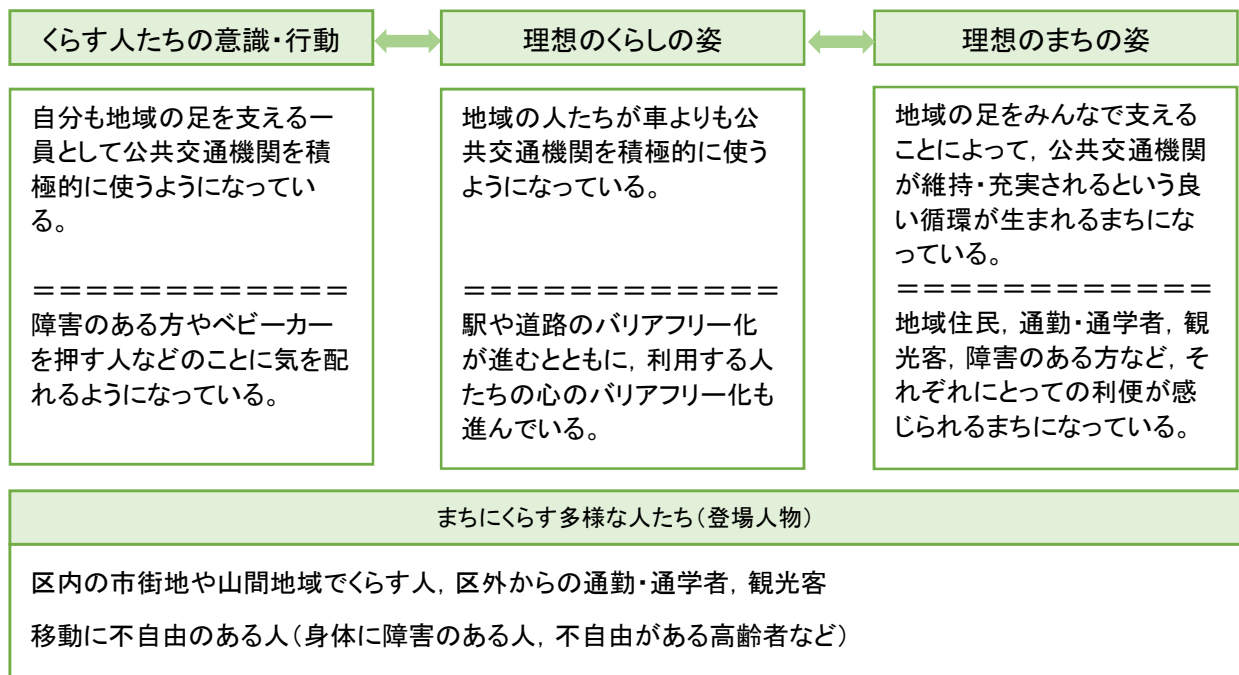 くらす人たちの意識・行動
理想のくらしの姿
理想のまちの姿
自分も地域の足を支える一
員として公共交通機関を積
極的に使うようになってい
る。
＝＝＝＝＝＝＝＝＝＝＝＝
障害のある方やベビーカー
を押す人などのことに気を配
れるようになっている。
地域の人たちが車よりも公
共交通機関を積極的に使う
ようになっている。
＝＝＝＝＝＝＝＝＝＝＝＝
駅や道路のバリアフリー化
が進むとともに，利用する人
たちの心のバリアフリー化も
進んでいる。
地域の足をみんなで支える
ことによって，公共交通機関
が維持・充実されるという良
い循環が生まれるまちにな
っている。
＝＝＝＝＝＝＝＝＝＝＝＝
地域住民，通勤・通学者，観
光客，障害のある方など，そ
れぞれにとっての利便が感
じられるまちになっている。
まちにくらす多様な人たち（登場人物）
区内の市街地や山間地域でくらす人，区外からの通勤・通学者，観光客
移動に不自由のある人（身体に障害のある人，不自由がある高齢者など）